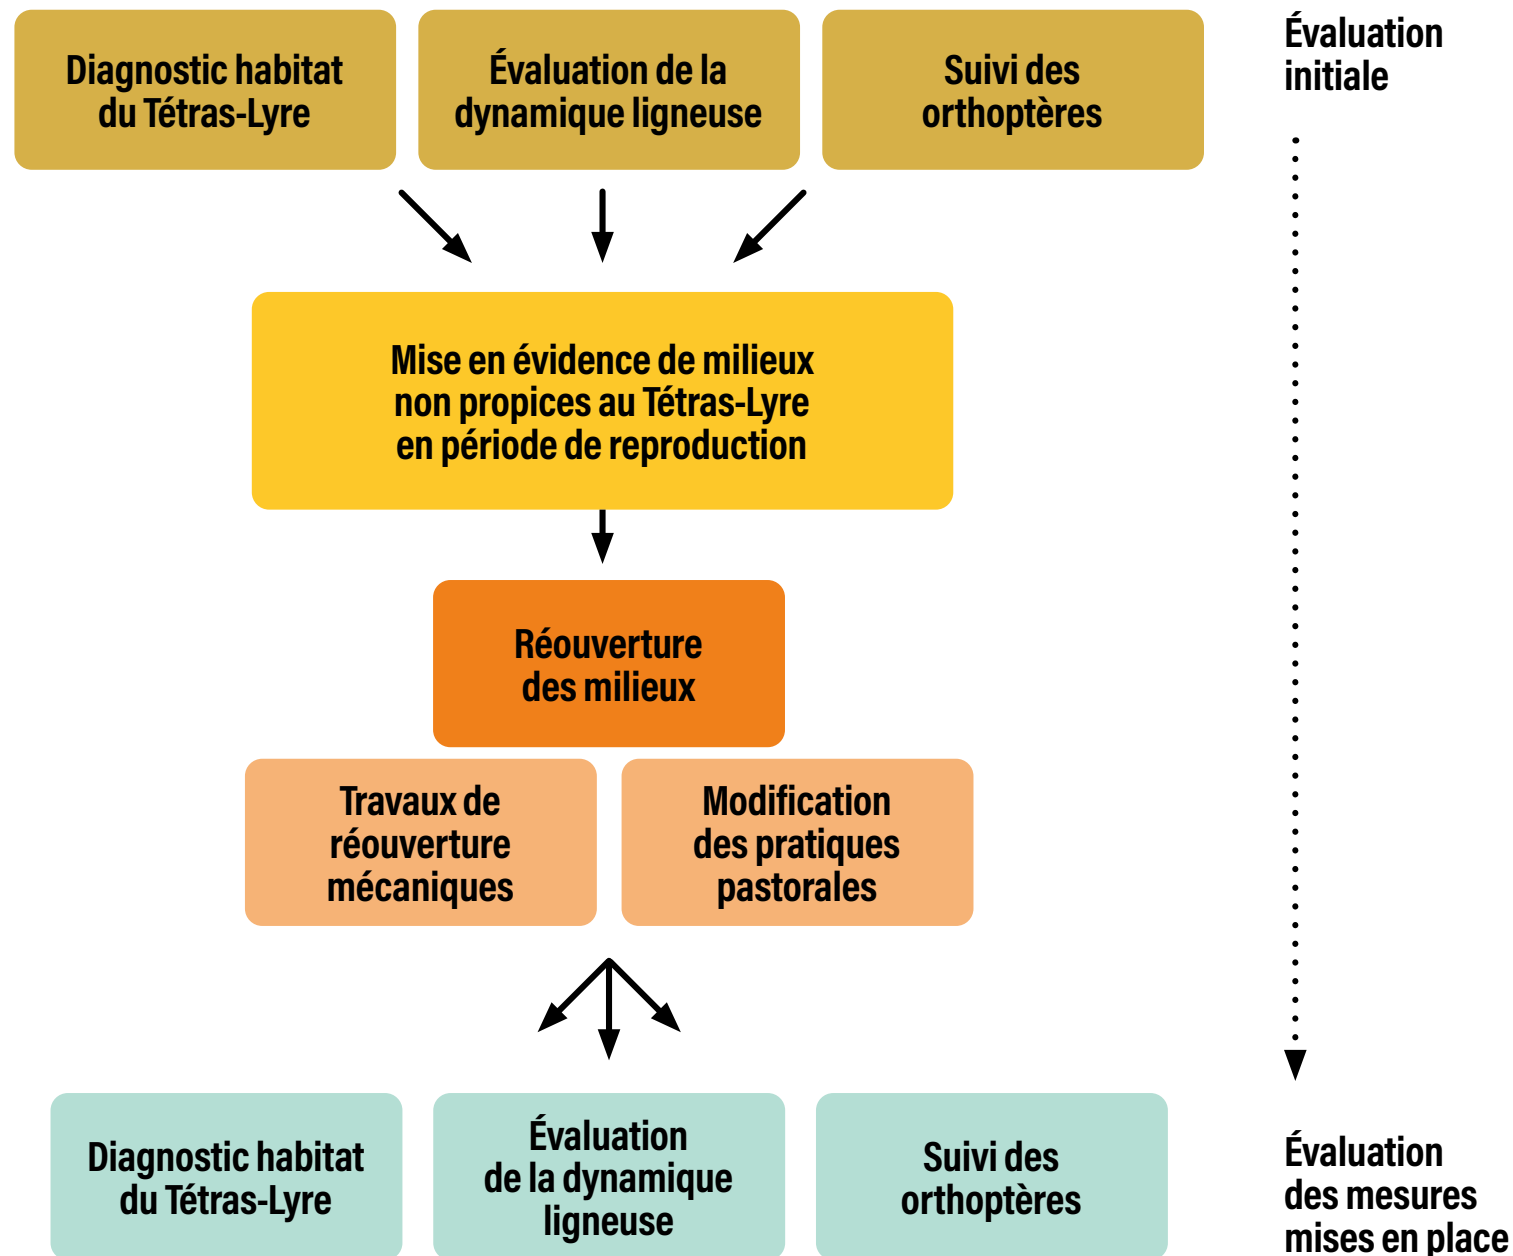 Diagnostic habitat
du Tétras-Lyre
Évaluation de la
dynamique ligneuse
Suivi des
orthoptères
Évaluation
initiale
Mise en évidence de milieux
non propices au Tétras-Lyre
en période de reproduction
Réouverture
des milieux
Travaux de
réouverture
mécaniques
Modification
des pratiques
pastorales
Diagnostic habitat
du Tétras-Lyre
Évaluation
de la dynamique
ligneuse
Suivi des
orthoptères
Évaluation
des mesures
mises en place